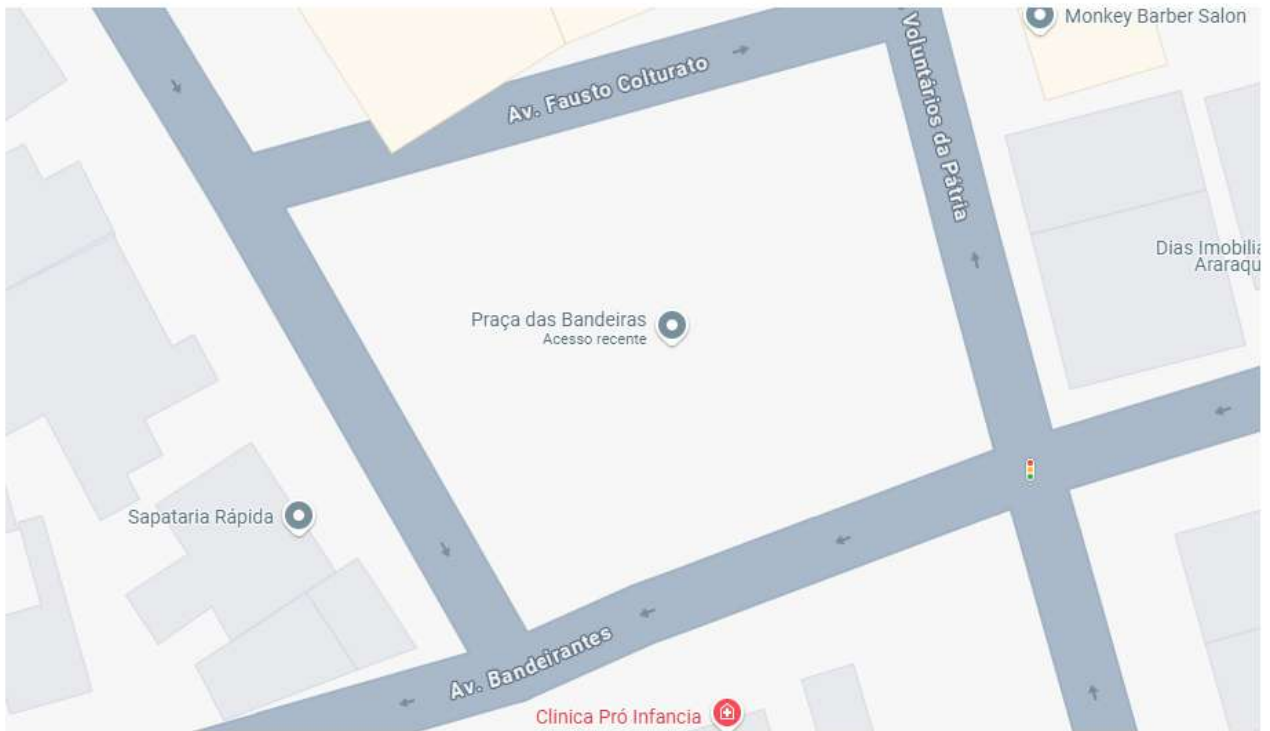 Monkey Barber Salon
Av. Fausto Colturato
Voluntários da Pátria
Dias Imobilia
Araraqu
Praça das Bandeiras
Acesso recente
Sapataria Rápida
Av. Bandeirantes
Clinica Pró Infancia